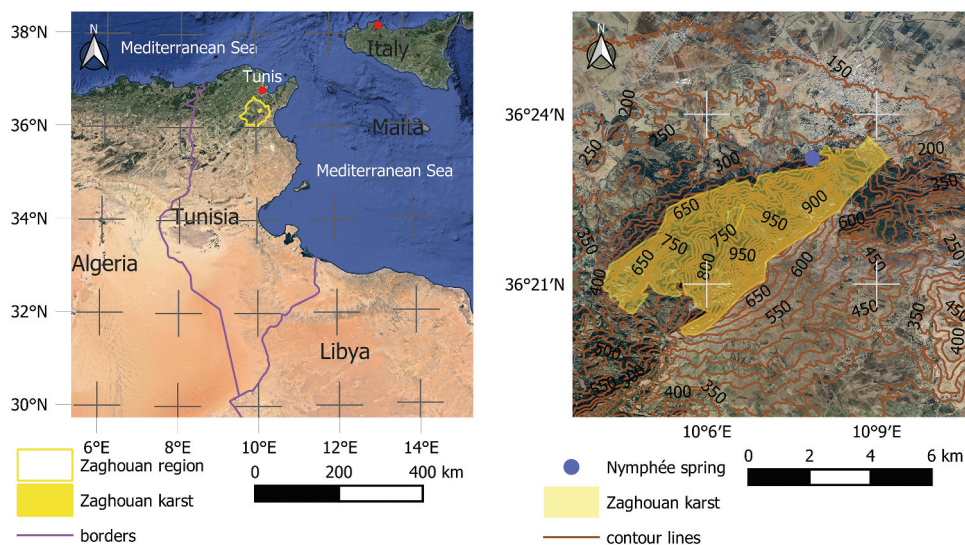 38°N
36°N
34°N
32°N
30°N
6°E
8°E
10°E
12°E
14°E
N
Mediterranean Sea
Italy
Tunis
Malta
Mediterranean Sea
Tunisia
Algeria
Libya
Zaghouan region
Zaghouan karst
borders
0 200 400 km
36°24'N
36°21'N
10°6'E
10°9'E
N
150
200
250
250
300
200
350
650
900
600
950
750
750
650
950
350
400
800
600
450
250
650
550
450
350
450
400
600
650
500
400
350
Nymphée spring
Zaghouan karst
contour lines
0 2 4 6 km